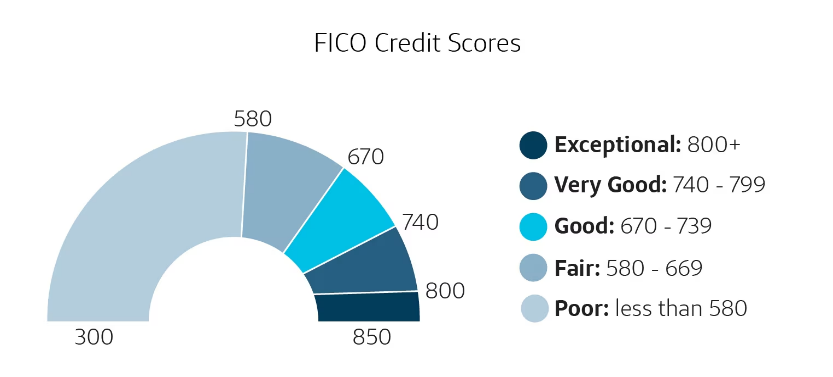 FICO Credit Scores
580
670
740
800
300
850
Exceptional: 800+
Very Good: 740 - 799
Good: 670 - 739
Fair: 580 - 669
Poor: less than 580